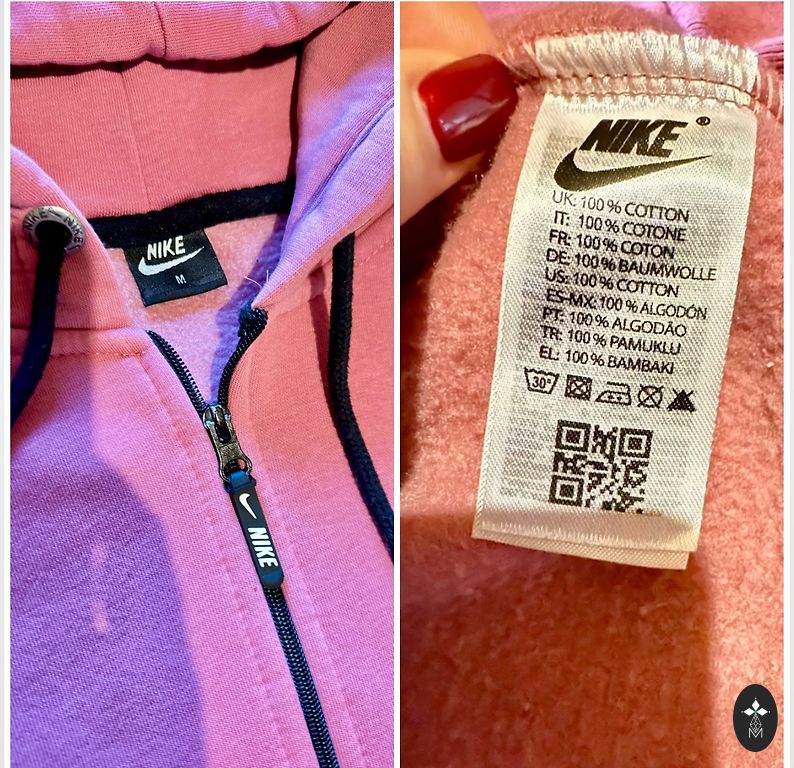 NIKE
NIKE
NIKE
M
NIKE
NIKE®
UK: 100% COTTON
IT: 100% COTONE
FR: 100% COTON
DE: 100% BAUMWOLLE
US: 100% COTTON
ES-MX: 100% ALGODÓN
PT: 100% ALGODÃO
TR: 100% PAMUKLU
EL: 100% BAMBAKI
30°
M